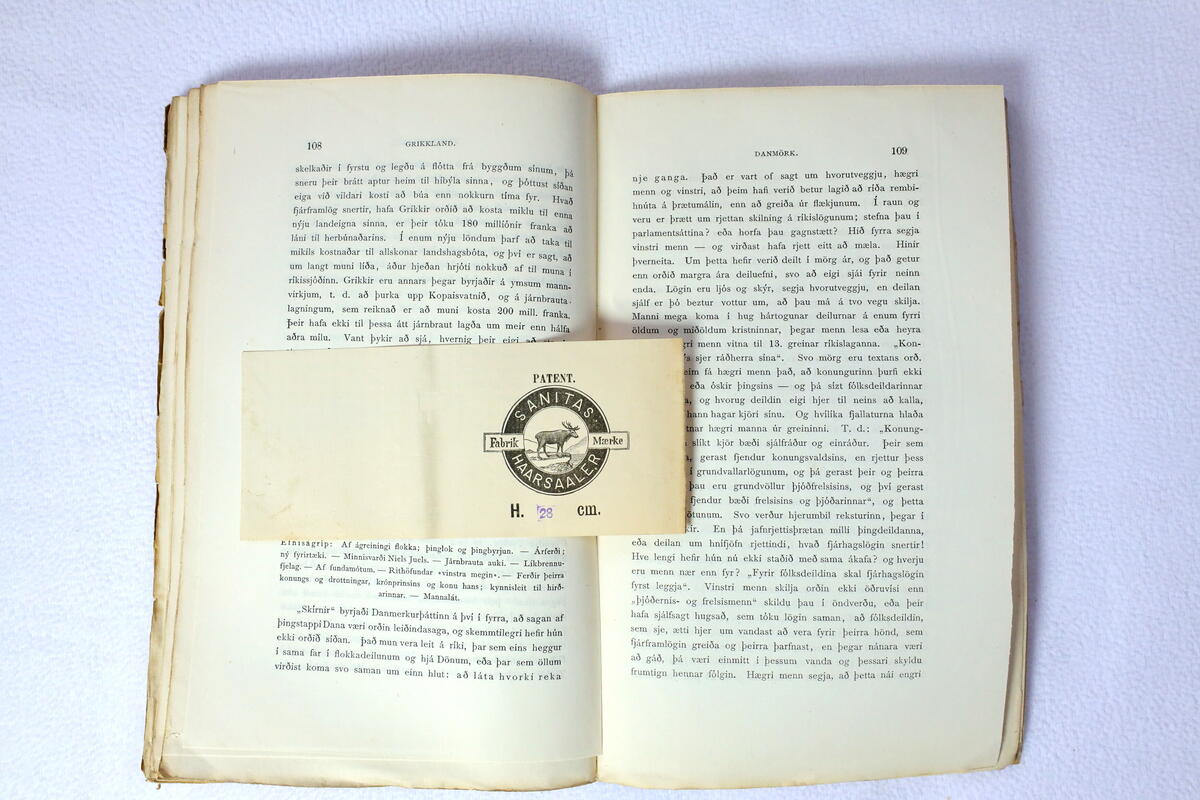 108
GRIKKLAND.
skelkaðir í fyrstu og legðu á flótta frá byggðum sínum, þá
sneru þeir brátt aptur heim til híbýla sinna, og þóttust síðan
eiga við vildari kosti að búa enn nokkurn tíma fyr. Hvað
fjárframlög snertir, hafa Grikkir orðið að kosta miklu til enna
nýju landeigna sinna, er þeir tóku 180 milliónir franka að
láni til herbúnaðarins. Í enum nýju löndum þarf að taka til
mikils kostnaðar til allskonar landshagsbóta, og því er sagt, að
um langt muni líða, áður hjeðan hrjóti nokkuð af til muna í
ríkissjóðinn. Grikkir eru annars þegar byrjaðir á ymsum mann-
virkjum, t. d. að þurka upp Kopaisvatnið, og á járnbrauta-
lagningum, sem reiknað er að muni kosta 200 mill. franka.
Þeir hafa ekki til þessa átt járnbraut lagða um meir enn hálfa
aðra mílu. Vant þykir að sjá, hvernig þeir eigi að
PATENT.
SANITAS
Fabrik Mærke
HAARSAALER
H. 28 cm.
Efniságrip: Af ágreiningi flokka; þinglok og þingbyrjun. — Árferði;
ný fyrirtæki. — Minnisvarði Niels Juels. — Járnbrauta auki. — Líkbrennu-
fjelag. — Af fundamótum. — Rithöfundar «vinstra megin». — Ferðir þeirra
konungs og drottningar, krónprinsins og konu hans; kynnisleit til hirð-
arinnar. — Mannalát.
„Skírnir“ byrjaði Danmerkurþáttinn á því í fyrra, að sagan af
þingstappi Dana væri orðin leiðindasaga, og skemmtilegri hefir hún
ekki orðið síðan. Það mun vera leit á ríki, þar sem eins heggur
í sama far í flokkadeilunum og hjá Dönum, eða þar sem öllum
virðist koma svo saman um einn hlut: að láta hvorki reka
DANMÖRK.
109
nje ganga. Það er vart of sagt um hvorutveggju, hægri
menn og vinstri, að þeim hafi verið betur lagið að ríða rembi-
hnúta á þrætumálin, enn að greiða úr flækjunum. Í raun og
veru er þrætt um rjettan skilning á ríkislögunum; stefna þau í
parlamentsáttina? eða horfa þau gagnstætt? Hið fyrra segja
vinstri menn — og virðast hafa rjett eitt að mæla. Hinir
þverneita. Um þetta hefir verið deilt í mörg ár, og það getur
enn orðið margra ára deiluefni, svo að eigi sjái fyrir neinn
enda. Lögin eru ljós og skýr, segja hvorutveggju, en deilan
sjálf er þó beztur vottur um, að þau má á tvo vegu skilja.
Manni mega koma í hug hártogunar deilurnar á enum fyrri
öldum og miðöldum kristninnar, þegar menn lesa eða heyra
menn vitna til 13. greinar ríkislaganna. „Kon-
sjer ráðherra sína“. Svo mörg eru textans orð.
fá hægri menn það, að konungurinn þurfi ekki
eða óskir þingsins — og þá sízt fólksdeildarinnar
og hvorug deildin eigi hjer til neins að kalla,
hann hagar kjöri sínu. Og hvílíka fjallaturna hlaða
hægri manna úr greininni. T. d.: „Konung-
slíkt kjör bæði sjálfráður og einráður. Þeir sem
gerast fjendur konungsvaldsins, en rjettur þess
í grundvallarlögunum, og þá gerast þeir og þeirra
þau eru grundvöllur þjóðfrelsisins, og því gerast
fjendur bæði frelsisins og þjóðarinnar“, og þetta
Svo verður hjerumbil reksturinn, þegar í
En þá jafnrjettisþrætan milli þingdeildanna,
eða deilan um hnífjöfn rjettindi, hvað fjárhagslögin snertir!
Hve lengi hefir hún nú ekki staðið með sama ákafa? og hverju
eru menn nær enn fyr? „Fyrir fólksdeildina skal fjárhagslögin
fyrst leggja“. Vinstri menn skilja orðin ekki öðruvísi enn
„þjóðernis- og frelsismenn“ skildu þau í öndverðu, eða þeir
hafa sjálfsagt hugsað, sem tóku lögin saman, að fólksdeildin,
sem sje, ætti hjer um vandast að vera fyrir þeirra hönd, sem
fjárframlögin greiða og þeirra þarfnast, en þegar nánara væri
að gáð, þá væri einmitt í þessum vanda og þessari skyldu
frumtign hennar fólgin. Hægri menn segja, að þetta nái engri